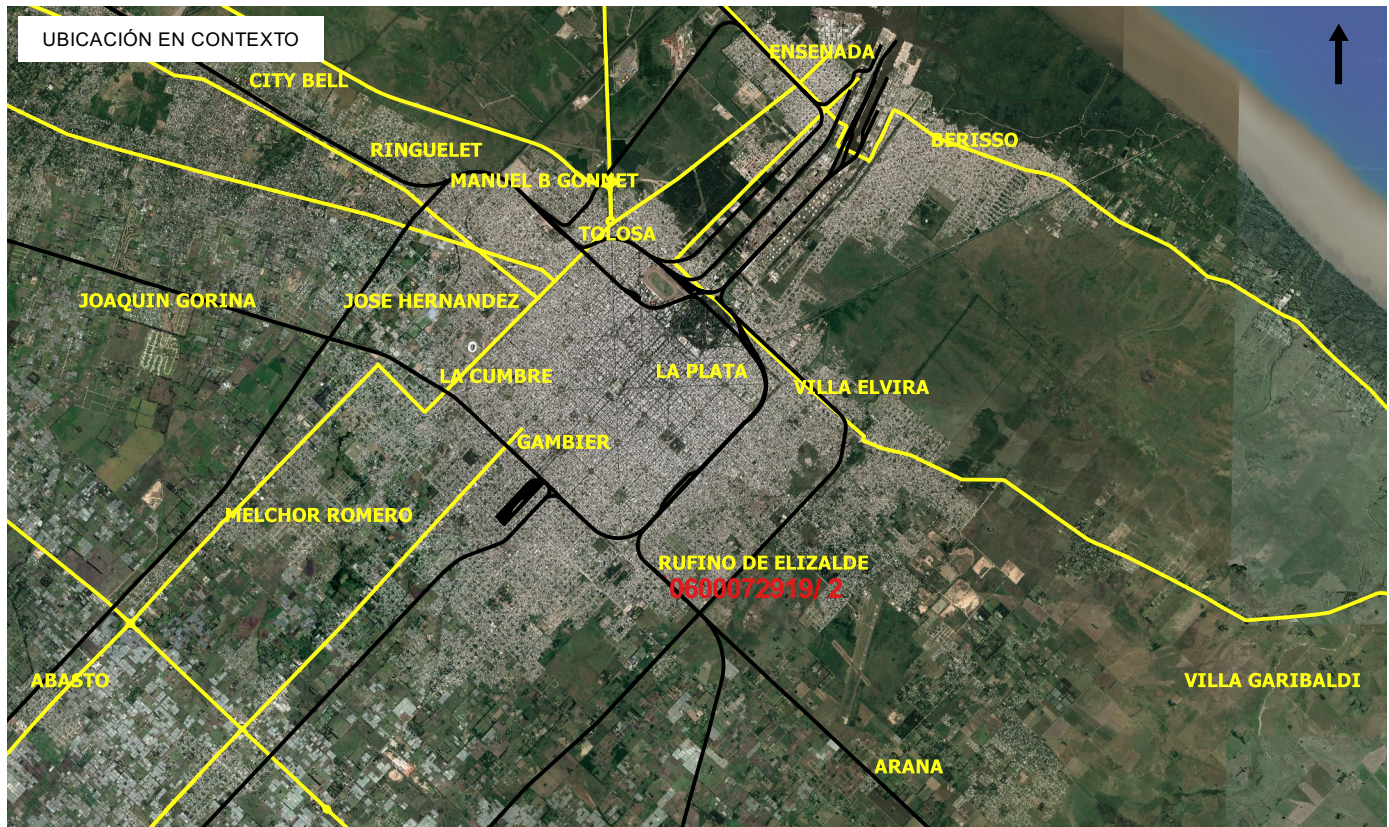 UBICACIÓN EN CONTEXTO
ENSENADA
CITY BELL
BERISSO
RINGUELET
MANUEL B GONNET
TOLOSA
JOAQUIN GORINA
JOSE HERNANDEZ
LA CUMBRE
LA PLATA
VILLA ELVIRA
GAMBIER
MELCHOR ROMERO
RUFINO DE ELIZALDE
0600072919/ 2
ABASTO
VILLA GARIBALDI
ARANA